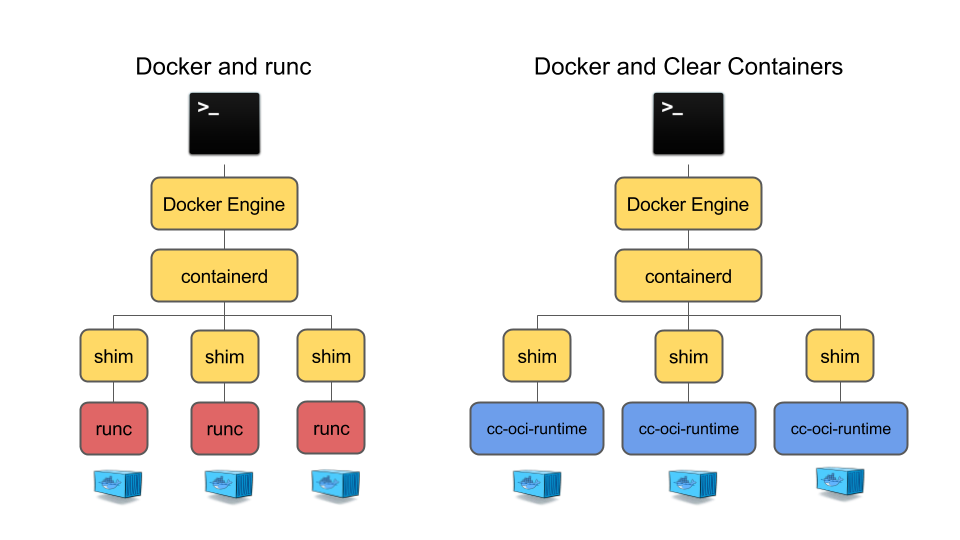 Docker and runc
>_
Docker Engine
containerd
shim
shim
shim
runc
runc
runc
Docker and Clear Containers
>_
Docker Engine
containerd
shim
shim
shim
cc-oci-runtime
cc-oci-runtime
cc-oci-runtime